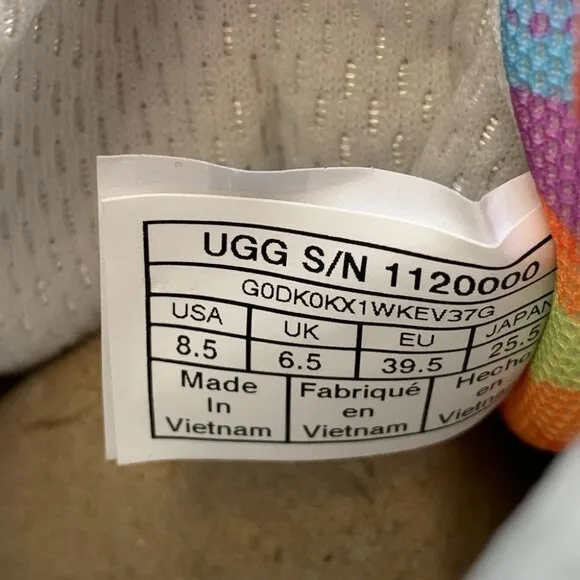 UGG S/N 1120000
G0DK0KX1WKEV37G
USA UK EU JAPAN
8.5 6.5 39.5 25.5
Made Fabriqué Hecho
In en en
Vietnam Vietnam Vietnam